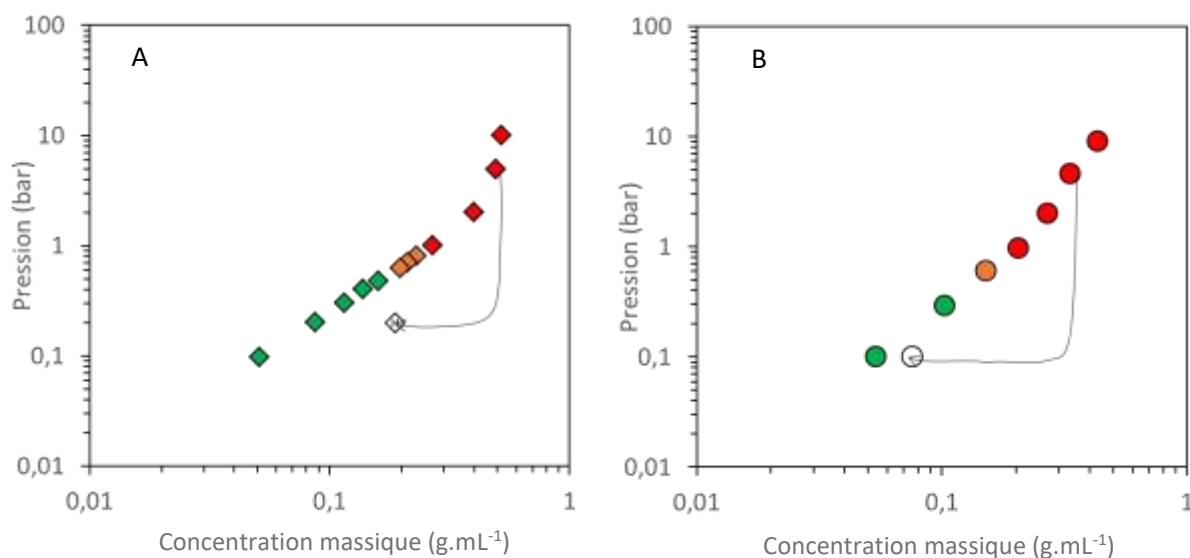 A
Pression (bar)
100
10
1
0,1
0,01
0,01
0,1
1
Concentration massique (g.mL⁻¹)
B
Pression (bar)
100
10
1
0,1
0,01
0,01
0,1
1
Concentration massique (g.mL⁻¹)